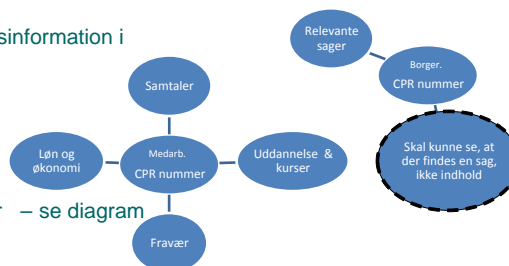 sinformation i
Relevante
sager
Borger.
CPR nummer
Samtaler
Skal kunne se, at
der findes en sag,
ikke indhold
Løn og
økonomi
Medarb.
CPR nummer
Uddannelse &
kurser
– se diagram
Fravær